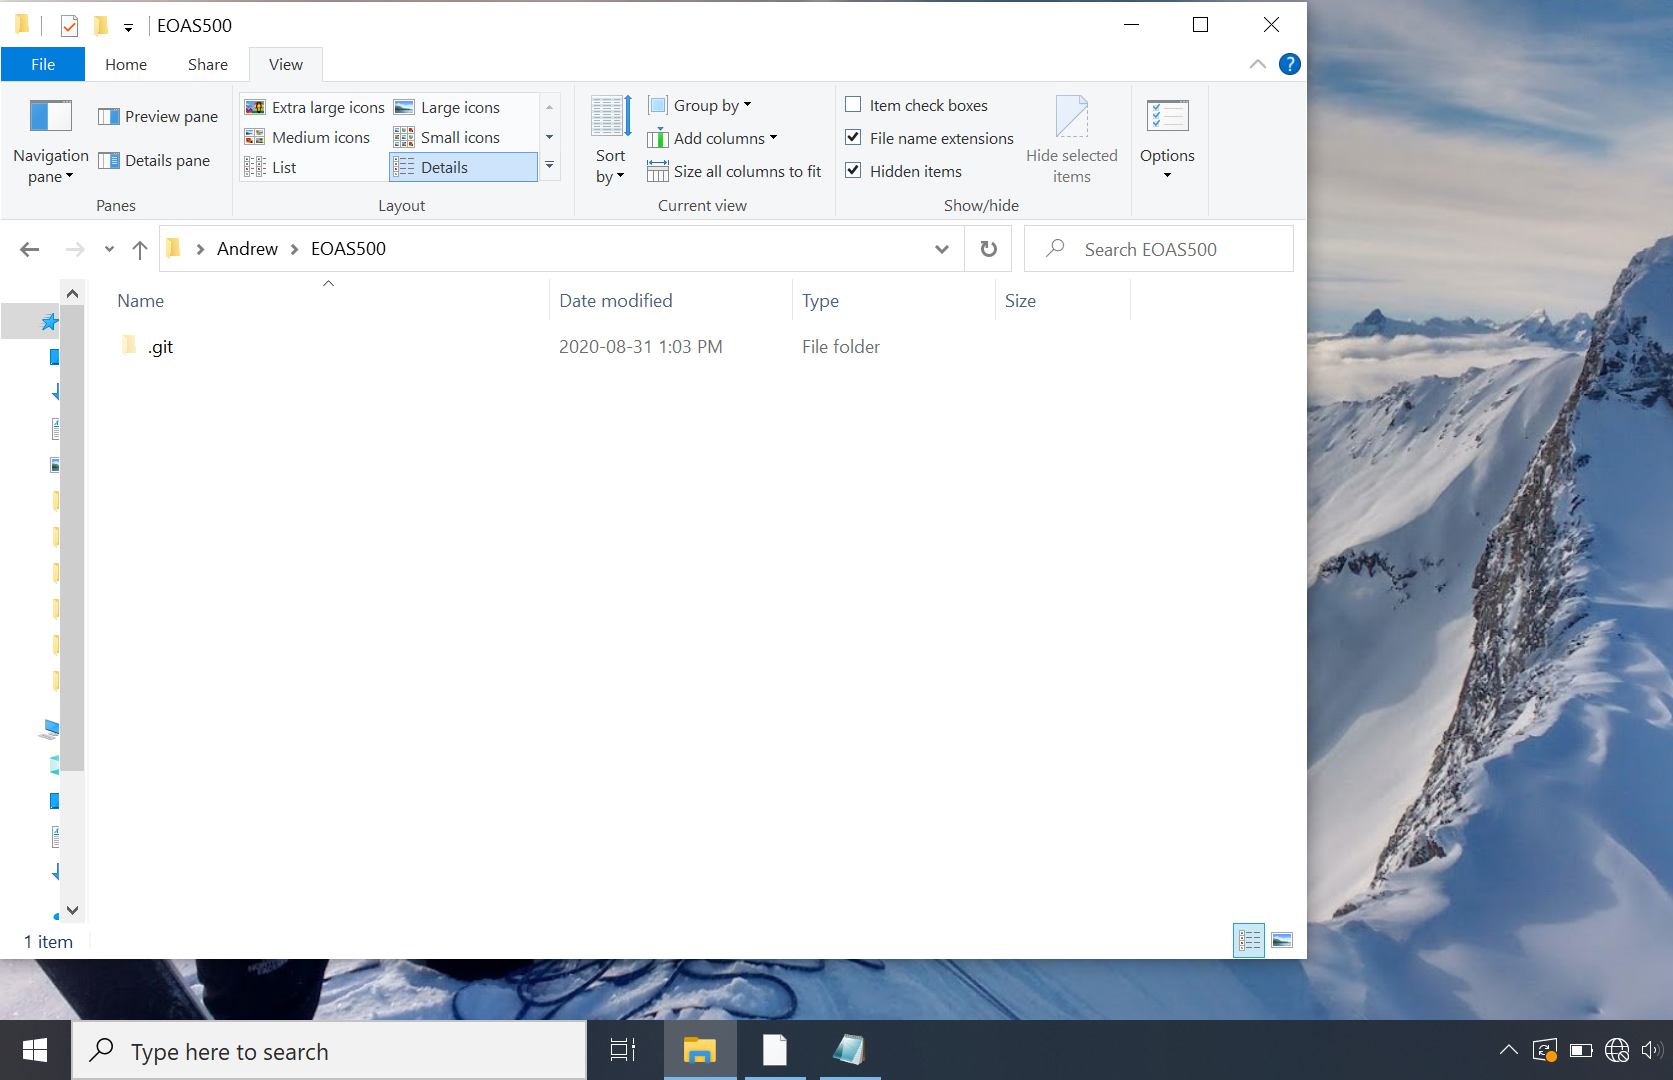 EOAS500
File Home Share View
Navigation pane
Preview pane
Details pane
Panes
Extra large icons Large icons
Medium icons Small icons
List Details
Layout
Sort by
Group by
Add columns
Size all columns to fit
Current view
Item check boxes
File name extensions
Hidden items
Hide selected items
Show/hide
Options
Andrew EOAS500
Search EOAS500
Name Date modified Type Size
.git 2020-08-31 1:03 PM File folder
1 item
Type here to search